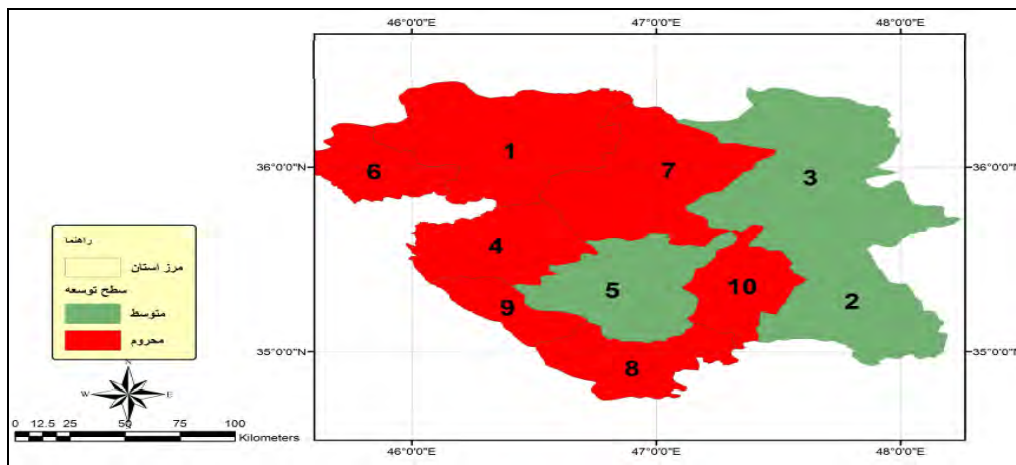 46°0'0"E 47°0'0"E 48°0'0"E
36°0'0"N 36°0'0"N
35°0'0"N 35°0'0"N
1
7
6
3
4
5
10
2
9
8
راهنما
مرز استان
سطح توسعه
متوسط
محروم
N
W E
S
0 12.5 25 50 75 100
Kilometers
46°0'0"E 47°0'0"E 48°0'0"E